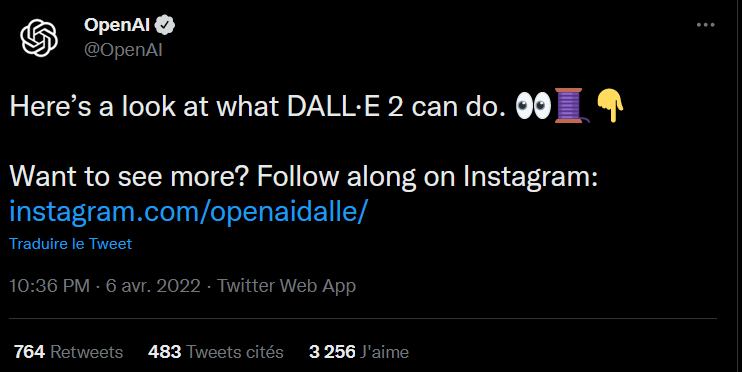 OpenAI
@OpenAI
Here’s a look at what DALL·E 2 can do. 👀🧵👇
Want to see more? Follow along on Instagram:
instagram.com/openaidalle/
Traduire le Tweet
10:36 PM · 6 avr. 2022 · Twitter Web App
764 Retweets 483 Tweets cités 3 256 J'aime